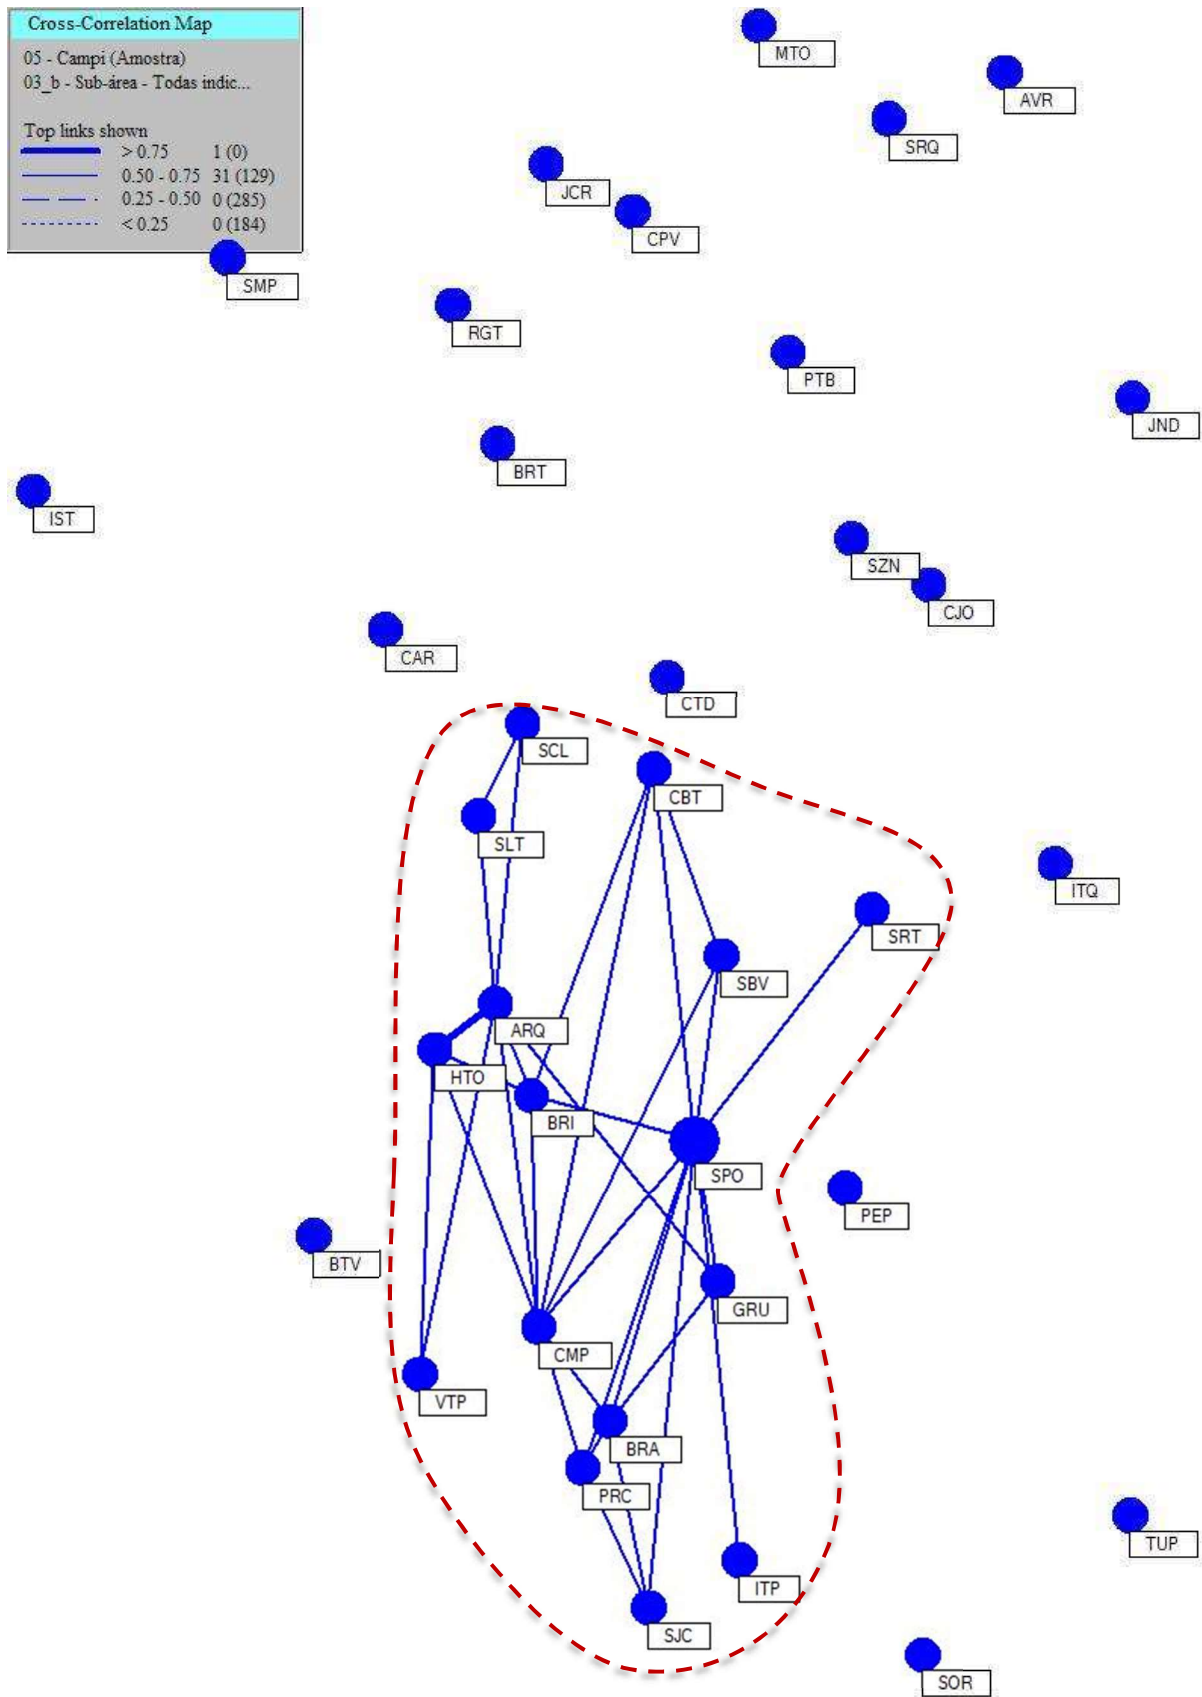 Cross-Correlation Map
05 - Campi (Amostra)
03_b - Sub-área - Todas indic...
Top links shown
> 0.75 1 (0)
0.50 - 0.75 31 (129)
0.25 - 0.50 0 (285)
< 0.25 0 (184)
MTO
AVR
SRQ
JCR
CPV
SMP
RGT
PTB
JND
BRT
IST
SZN
CJO
CAR
CTD
SCL
CBT
SLT
ITQ
SRT
SBV
ARQ
HTO
BRI
SPO
PEP
BTV
GRU
CMP
VTP
BRA
PRC
TUP
ITP
SJC
SOR